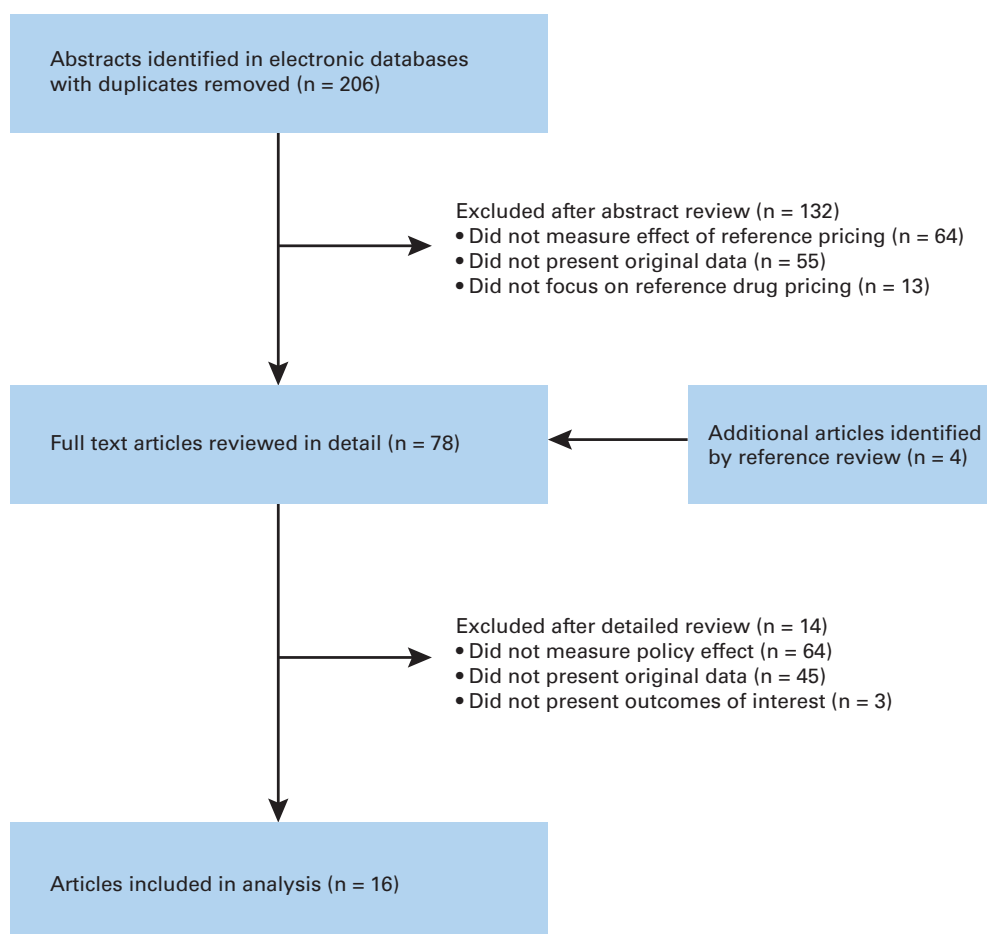 Abstracts identified in electronic databases
with duplicates removed (n = 206)
Excluded after abstract review (n = 132)
• Did not measure effect of reference pricing (n = 64)
• Did not present original data (n = 55)
• Did not focus on reference drug pricing (n = 13)
Full text articles reviewed in detail (n = 78)
Additional articles identified
by reference review (n = 4)
Excluded after detailed review (n = 14)
• Did not measure policy effect (n = 64)
• Did not present original data (n = 45)
• Did not present outcomes of interest (n = 3)
Articles included in analysis (n = 16)